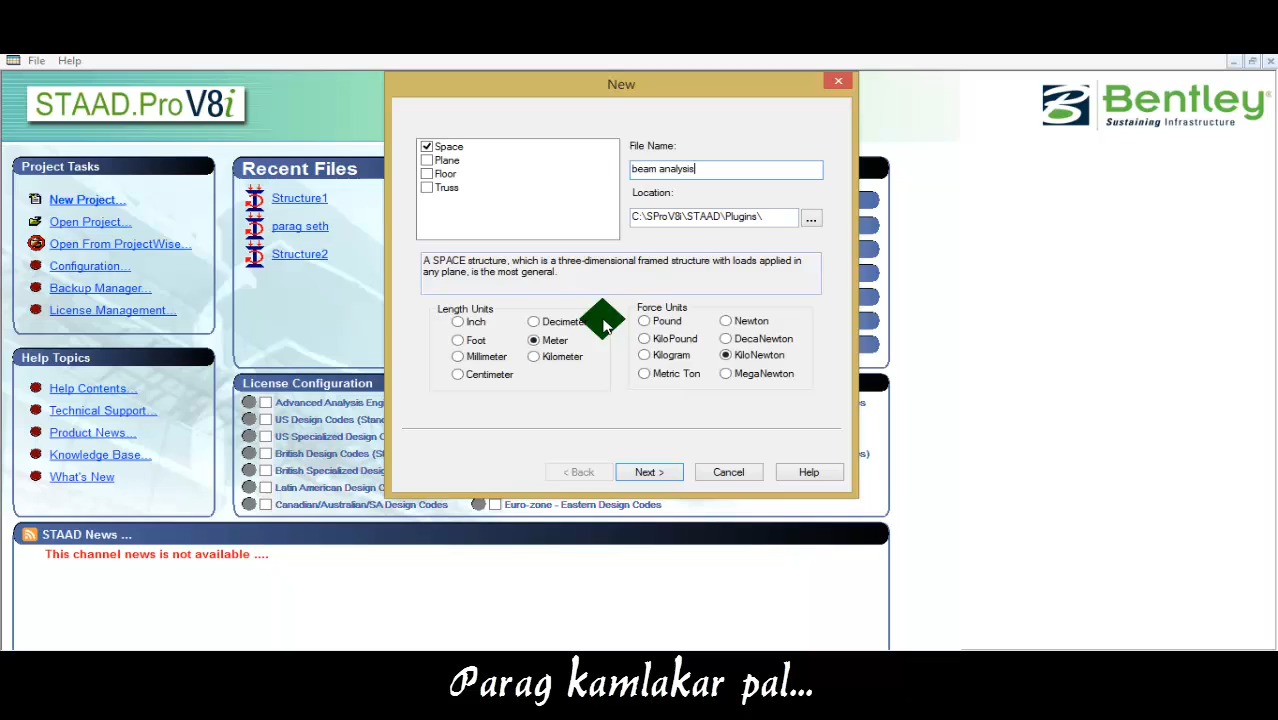 File Help
STAAD.Pro V8i
Bentley®
Sustaining Infrastructure
New
Project Tasks
New Project...
Open Project...
Open From ProjectWise...
Configuration...
Backup Manager...
License Management...
Recent Files
Structure1
parag seth
Structure2
Space
Plane
Floor
Truss
File Name:
beam analysis
Location:
C:\SProV8i\STAAD\Plugins\
...
A SPACE structure, which is a three-dimensional framed structure with loads applied in
any plane, is the most general.
Length Units
Inch
Foot
Millimeter
Centimeter
Decimeter
Meter
Kilometer
Force Units
Pound
KiloPound
Kilogram
Metric Ton
Newton
DecaNewton
KiloNewton
MegaNewton
< Back Next > Cancel Help
Help Topics
Help Contents...
Technical Support...
Product News...
Knowledge Base...
What's New
License Configuration
Advanced Analysis Eng
US Design Codes (Stan
US Specialized Design C
British Design Codes (S
British Specialized Desig
Latin American Design C
Canadian/Australian/SA Design Codes
Euro-zone - Eastern Design Codes
STAAD News ...
This channel news is not available ....
Parag kamlakar pal...